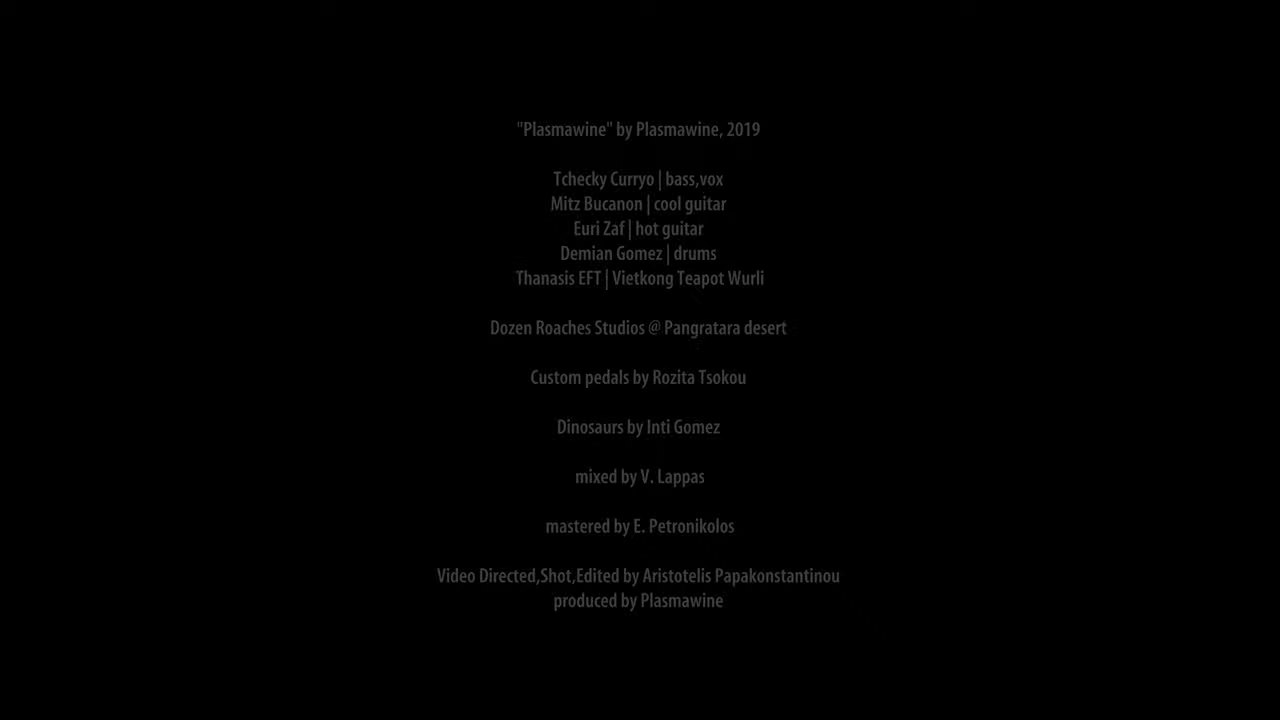 "Plasmawine" by Plasmawine, 2019
Tchecky Curryo | bass,vox
Mitz Bucanon | cool guitar
Euri Zaf | hot guitar
Demian Gomez | drums
Thanasis EFT | Vietkong Teapot Wurli
Dozen Roaches Studios @ Pangratara desert
Custom pedals by Rozita Tsokou
Dinosaurs by Inti Gomez
mixed by V. Lappas
mastered by E. Petronikolos
Video Directed,Shot,Edited by Aristotelis Papakonstantinou
produced by Plasmawine